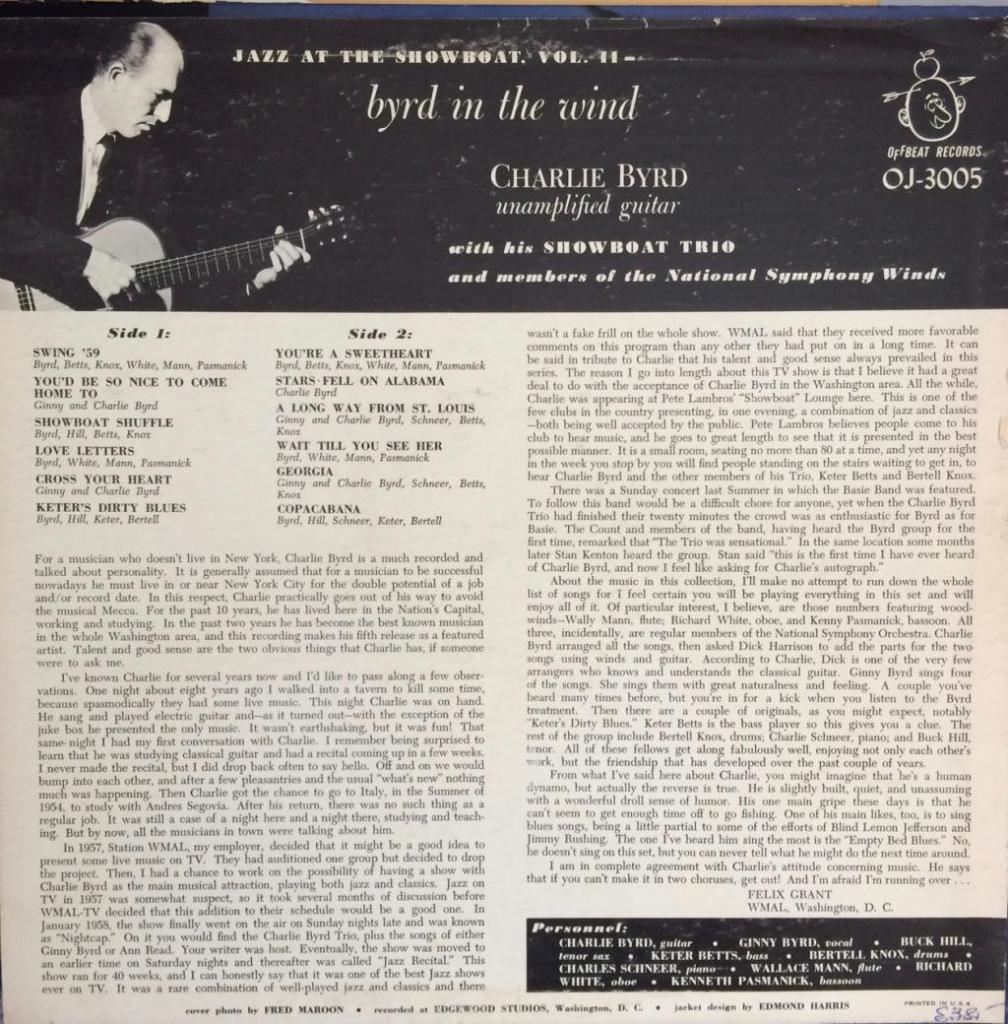 JAZZ AT THE SHOWBOAT, VOL. II –
byrd in the wind
CHARLIE BYRD
unamplified guitar
with his SHOWBOAT TRIO
and members of the National Symphony Winds
OFFBEAT RECORDS
OJ-3005
Side 1:
SWING '59
Byrd, Betts, Knox, White, Mann, Pasmanick
YOU'D BE SO NICE TO COME
HOME TO
Ginny and Charlie Byrd
SHOWBOAT SHUFFLE
Byrd, Hill, Betts, Knox
LOVE LETTERS
Byrd, White, Mann, Pasmanick
CROSS YOUR HEART
Ginny and Charlie Byrd
KETER'S DIRTY BLUES
Byrd, Hill, Keter, Bertell
Side 2:
YOU'RE A SWEETHEART
Byrd, Betts, Knox, White, Mann, Pasmanick
STARS FELL ON ALABAMA
Charlie Byrd
A LONG WAY FROM ST. LOUIS
Ginny and Charlie Byrd, Schneer, Betts,
Knox
WAIT TILL YOU SEE HER
Byrd, White, Mann, Pasmanick
GEORGIA
Ginny and Charlie Byrd, Schneer, Betts,
Knox
COPACABANA
Byrd, Hill, Schneer, Keter, Bertell
For a musician who doesn't live in New York, Charlie Byrd is a much recorded and
talked about personality. It is generally assumed that for a musician to be successful
nowadays he must live in or near New York City for the double potential of a job
and/or record date. In this respect, Charlie practically goes out of his way to avoid
the musical Mecca. For the past 10 years, he has lived here in the Nation's Capital,
working and studying. In the past two years he has become the best known musician
in the whole Washington area, and this recording makes his fifth release as a featured
artist. Talent and good sense are the two obvious things that Charlie has, if someone
were to ask me.
I've known Charlie for several years now and I'd like to pass along a few obser-
vations. One night about eight years ago I walked into a tavern to kill some time,
because spasmodically they had some live music. This night Charlie was on hand.
He sang and played electric guitar and—as it turned out—with the exception of the
juke box he presented the only music. It wasn't earthshaking, but it was fun! That
same night I had my first conversation with Charlie. I remember being surprised to
learn that he was studying classical guitar and had a recital coming up in a few weeks.
I never made the recital, but I did drop back often to say hello. Off and on we would
bump into each other, and after a few pleasantries and the usual "what's new" nothing
much was happening. Then Charlie got the chance to go to Italy, in the Summer of
1954, to study with Andres Segovia. After his return, there was no such thing as a
regular job. It was still a case of a night here and a night there, studying and teach-
ing. But by now, all the musicians in town were talking about him.
In 1957, Station WMAL, my employer, decided that it might be a good idea to
present some live music on TV. They had auditioned one group but decided to drop
the project. Then, I had a chance to work on the possibility of having a show with
Charlie Byrd as the main musical attraction, playing both jazz and classics. Jazz on
TV in 1957 was somewhat suspect, so it took several months of discussion before
WMAL-TV decided that this addition to their schedule would be a good one. In
January 1958, the show finally went on the air on Sunday nights late and was known
as "Nightcap." On it you would find the Charlie Byrd Trio, plus the songs of either
Ginny Byrd or Ann Read. Your writer was host. Eventually, the show was moved to
an earlier time on Saturday nights and thereafter was called "Jazz Recital." This
show ran for 40 weeks, and I can honestly say that it was one of the best Jazz shows
ever on TV. It was a rare combination of well-played jazz and classics and there
wasn't a fake frill on the whole show. WMAL said that they received more favorable
comments on this program than any other they had put on in a long time. It can
be said in tribute to Charlie that his talent and good sense always prevailed in this
series. The reason I go into length about this TV show is that I believe it had a great
deal to do with the acceptance of Charlie Byrd in the Washington area. All the while,
Charlie was appearing at Pete Lambros' "Showboat" Lounge here. This is one of the
few clubs in the country presenting, in one evening, a combination of jazz and classics
—both being well accepted by the public. Pete Lambros believes people come to his
club to hear music, and he goes to great length to see that it is presented in the best
possible manner. It is a small room, seating no more than 80 at a time, and yet any night
in the week you stop by you will find people standing on the stairs waiting to get in, to
hear Charlie Byrd and the other members of his Trio, Keter Betts and Bertell Knox.
There was a Sunday concert last Summer in which the Basie Band was featured.
To follow this band would be a difficult chore for anyone, yet when the Charlie Byrd
Trio had finished their twenty minutes the crowd was as enthusiastic for Byrd as for
Basie. The Count and members of the band, having heard the Byrd group for the
first time, remarked that "The Trio was sensational." In the same location some months
later Stan Kenton heard the group. Stan said "this is the first time I have ever heard
of Charlie Byrd, and now I feel like asking for Charlie's autograph."
About the music in this collection, I'll make no attempt to run down the whole
list of songs for I feel certain you will be playing everything in this set and will
enjoy all of it. Of particular interest, I believe, are those numbers featuring wood-
winds—Wally Mann, flute; Richard White, oboe, and Kenny Pasmanick, bassoon. All
three, incidentally, are regular members of the National Symphony Orchestra. Charlie
Byrd arranged all the songs, then asked Dick Harrison to add the parts for the two
songs using winds and guitar. According to Charlie, Dick is one of the very few
arrangers who knows and understands the classical guitar. Ginny Byrd sings four
of the songs. She sings them with great naturalness and feeling. A couple you've
heard many times before, but you're in for a kick when you listen to the Byrd
treatment. Then there are a couple of originals, as you might expect, notably
"Keter's Dirty Blues." Keter Betts is the bass player so this gives you a clue. The
rest of the group include Bertell Knox, drums; Charlie Schneer, piano; and Buck Hill,
tenor. All of these fellows get along fabulously well, enjoying not only each other's
work, but the friendship that has developed over the past couple of years.
From what I've said here about Charlie, you might imagine that he's a human
dynamo, but actually the reverse is true. He is slightly built, quiet, and unassuming
with a wonderful droll sense of humor. His one main gripe these days is that he
can't seem to get enough time off to go fishing. One of his main likes, too, is to sing
blues songs, being a little partial to some of the efforts of Blind Lemon Jefferson and
Jimmy Rushing. The one I've heard him sing the most is the "Empty Bed Blues." No,
he doesn't sing on this set, but you can never tell what he might do the next time around.
I am in complete agreement with Charlie's attitude concerning music. He says
that if you can't make it in two choruses, get out! And I'm afraid I'm running over . . .
FELIX GRANT
WMAL, Washington, D. C.
Personnel:
CHARLIE BYRD, guitar • GINNY BYRD, vocal • BUCK HILL,
tenor sax • KETER BETTS, bass • BERTELL KNOX, drums •
CHARLES SCHNEER, piano • WALLACE MANN, flute • RICHARD
WHITE, oboe • KENNETH PASMANICK, bassoon
cover photo by FRED MAROON • recorded at EDGEWOOD STUDIOS, Washington, D. C. • jacket design by EDMOND HARRIS
PRINTED IN U.S.A.